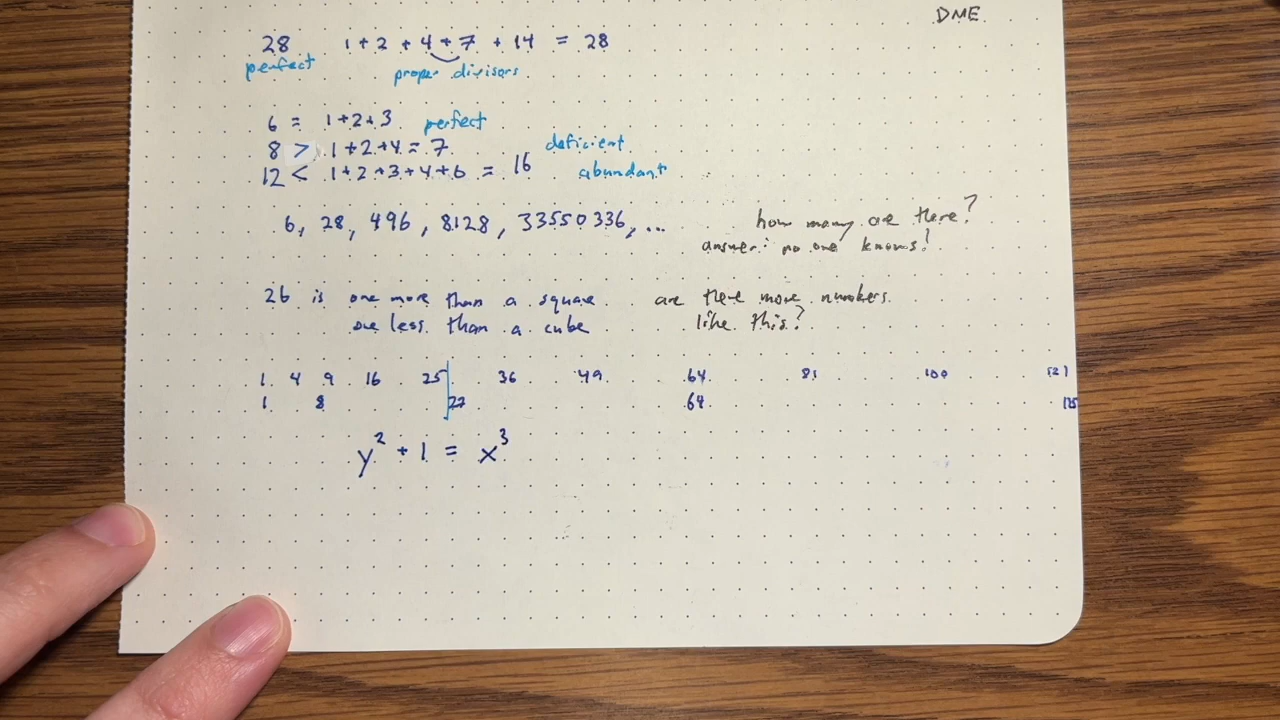 DME
28 1+2+4+7+14 = 28
perfect proper divisors
6 = 1+2+3 perfect
8 > 1+2+4 = 7 deficient
12 < 1+2+3+4+6 = 16 abundant
6, 28, 496, 8128, 33550336, ... how many are there?
answer: no one knows!
26 is one more than a square are there more numbers
one less than a cube like this?
1 4 9 16 25 36 49 64 81 100 121
1 8 27 64 125
y² + 1 = x³